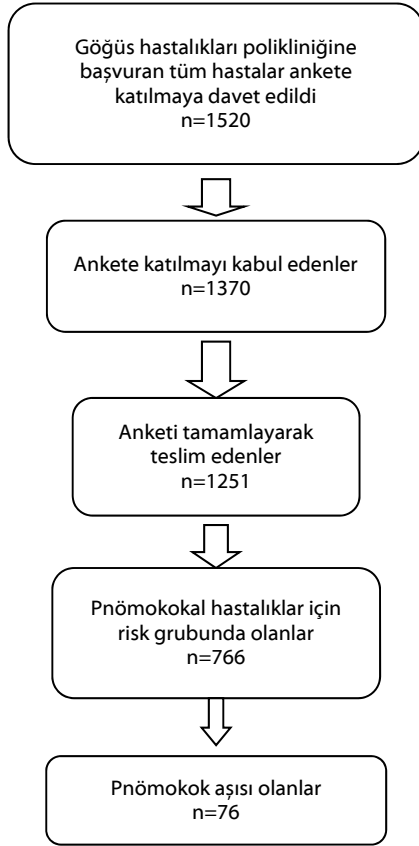 Göğüs hastalıkları polikliniğine
başvuran tüm hastalar ankete
katılmaya davet edildi
n=1520
Ankete katılmayı kabul edenler
n=1370
Anketi tamamlayarak
teslim edenler
n=1251
Pnömokokal hastalıklar için
risk grubunda olanlar
n=766
Pnömokok aşısı olanlar
n=76